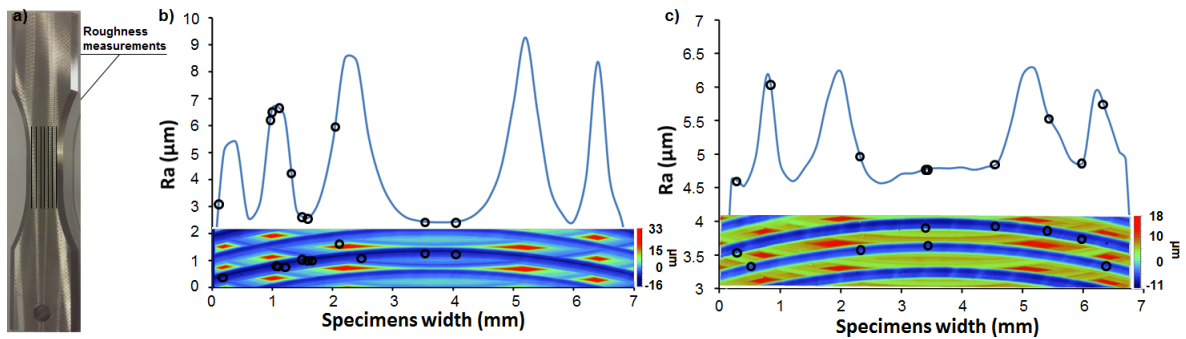 a)
Roughness
measurements
b)
Ra (µm)
10
9
8
7
6
5
4
3
2
1
0
33
15
0
-16
µm
0 1 2 3 4 5 6 7
Specimens width (mm)
c)
Ra (µm)
7
6.5
6
5.5
5
4.5
4
3.5
3
18
10
0
-11
µm
0 1 2 3 4 5 6 7
Specimens width (mm)